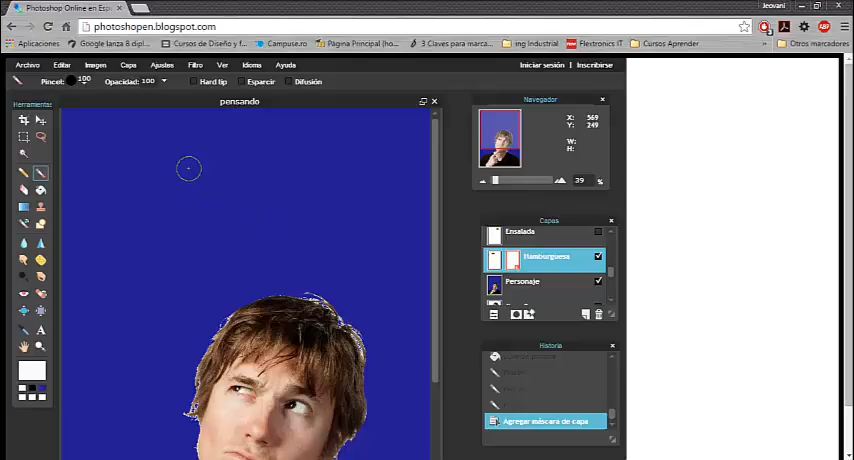 Jeovani
Photoshop Online en Espa
photoshopen.blogspot.com
Aplicaciones
Google lanza 8 dipl...
Cursos de Diseño y f...
Campuse.ru
Página Principal (ho...
3 Claves para marca...
ing Industrial
Flextronics IT
Cursos Aprender
Otros marcadores
Archivo Editar Imagen Capa Ajustes Filtro Ver Idioma Ayuda
Iniciar sesión Inscribirse
Pincel: 100 Opacidad: 100 Hard tip Esparcir Difusión
Herramientas
pensando
Navegador
X: 569
Y: 249
W:
H:
39 %
Capas
Ensalada
Hamburguesa
Personaje
Historia
Agregar máscara de capa
A